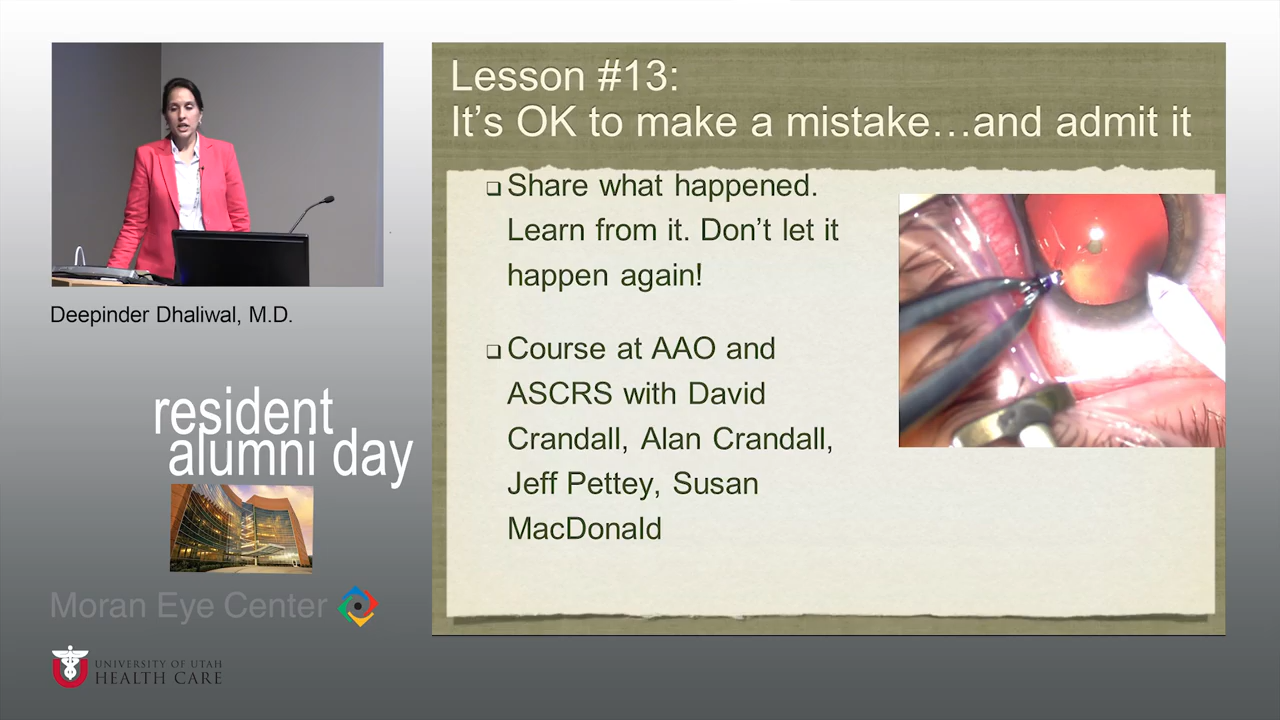 Lesson #13:
It's OK to make a mistake...and admit it
Share what happened.
Learn from it. Don't let it
happen again!
Course at AAO and
ASCRS with David
Crandall, Alan Crandall,
Jeff Pettey, Susan
MacDonald
Deepinder Dhaliwal, M.D.
resident
alumni day
Moran Eye Center
UNIVERSITY OF UTAH
HEALTH CARE